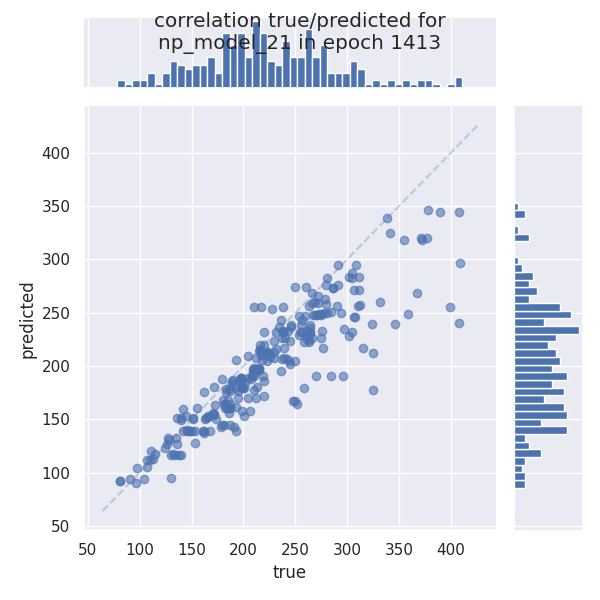 correlation true/predicted for
np_model_21 in epoch 1413
400
350
300
250
200
150
100
50
predicted
50 100 150 200 250 300 350 400
true